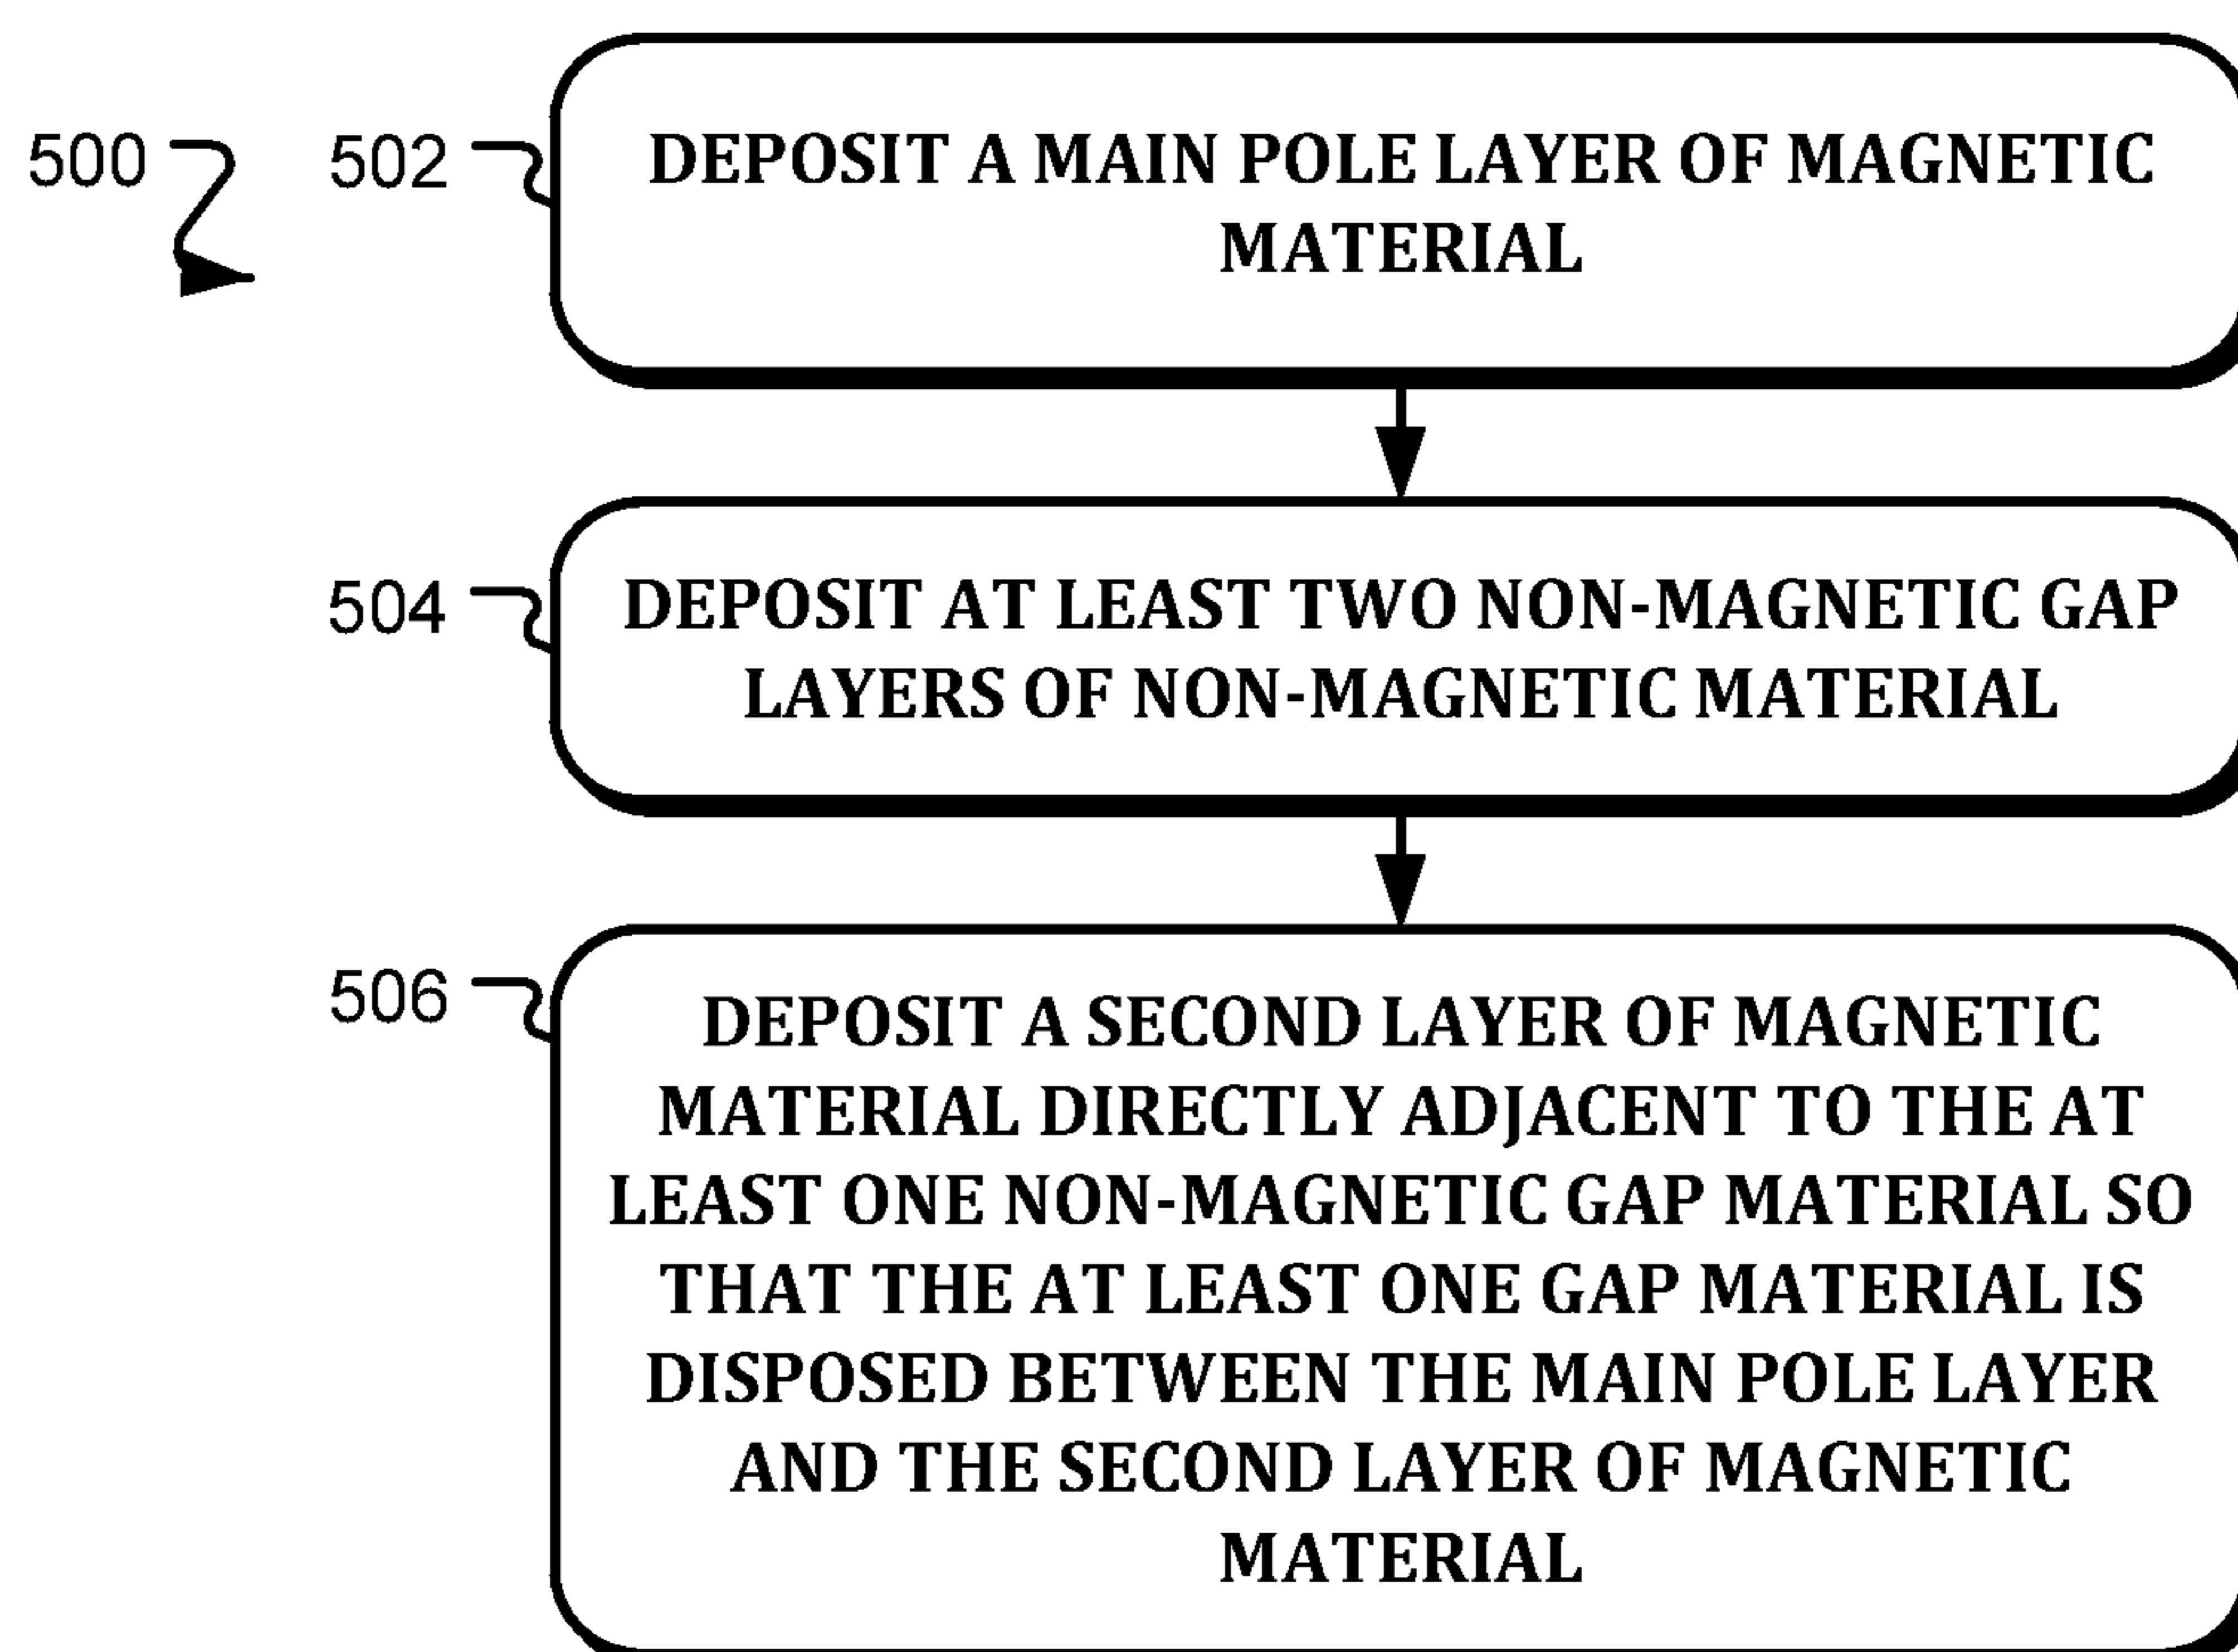 500
502
DEPOSIT A MAIN POLE LAYER OF MAGNETIC
MATERIAL
504
DEPOSIT AT LEAST TWO NON-MAGNETIC GAP
LAYERS OF NON-MAGNETIC MATERIAL
506
DEPOSIT A SECOND LAYER OF MAGNETIC
MATERIAL DIRECTLY ADJACENT TO THE AT
LEAST ONE NON-MAGNETIC GAP MATERIAL SO
THAT THE AT LEAST ONE GAP MATERIAL IS
DISPOSED BETWEEN THE MAIN POLE LAYER
AND THE SECOND LAYER OF MAGNETIC
MATERIAL